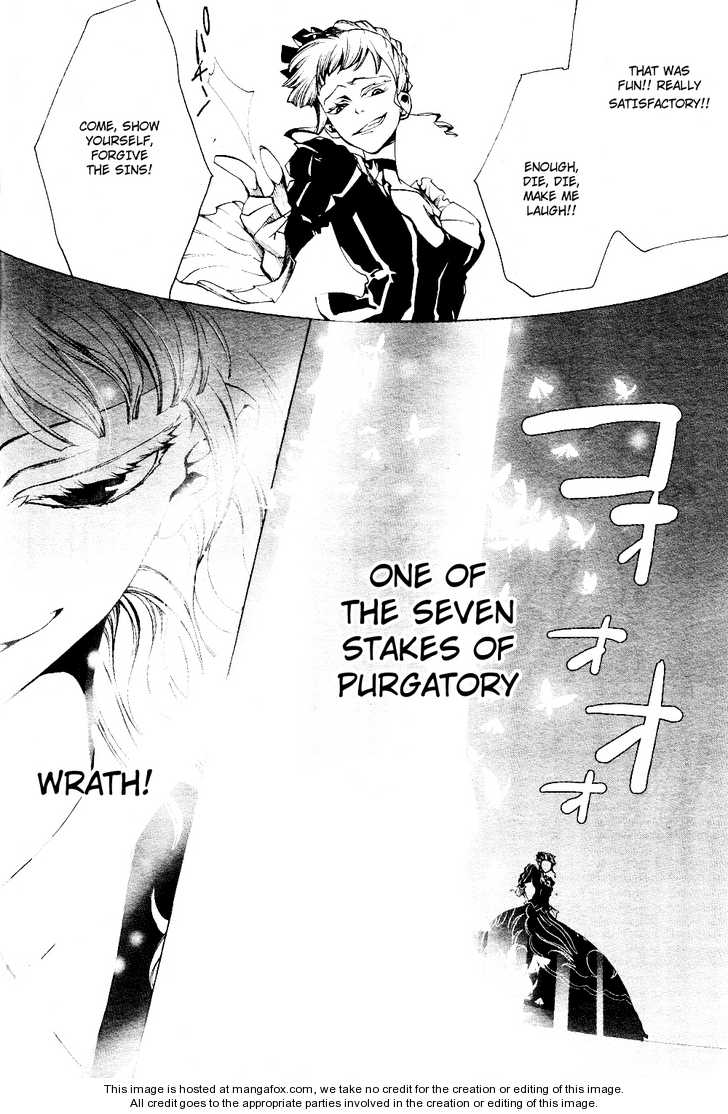 THAT WAS
FUN!! REALLY
SATISFACTORY!!
ENOUGH,
DIE, DIE,
MAKE ME
LAUGH!!
COME, SHOW
YOURSELF,
FORGIVE
THE SINS!
コォォオオォ
ONE OF
THE SEVEN
STAKES OF
PURGATORY
WRATH!
This image is hosted at mangafox.com, we take no credit for the creation or editing of this image.
All credit goes to the appropriate parties involved in the creation or editing of this image.